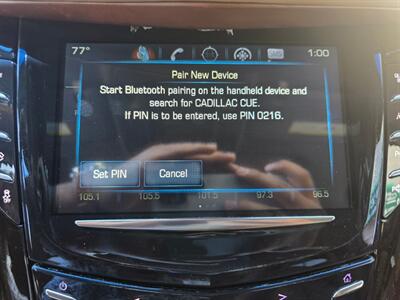 77°
1:00
Pair New Device
Start Bluetooth pairing on the handheld device and
search for CADILLAC CUE.
If PIN is to be entered, use PIN 0216.
Set PIN
Cancel
105.1 105.5 101.5 97.3 96.5